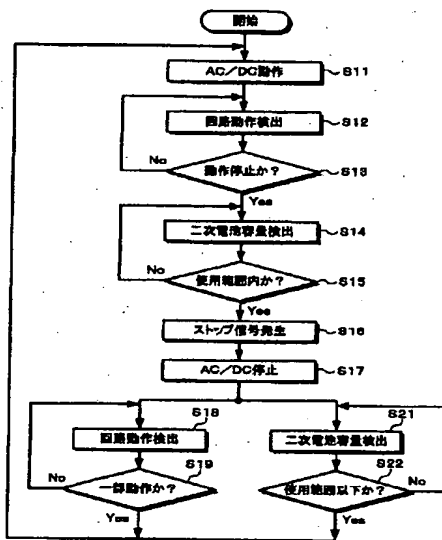 開始
AC/DC動作
S11
回路動作検出
S12
No
動作停止か?
S13
Yes
二次電池容量検出
S14
No
使用範囲内か?
S15
Yes
ストップ信号発生
S16
AC/DC停止
S17
S18
S21
回路動作検出
二次電池容量検出
S19
S22
No
一部動作か?
使用範囲以下か?
No
Yes
Yes